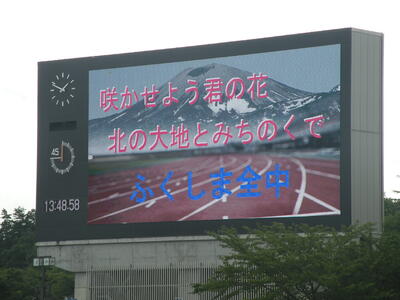 咲かせよう君の花
北の大地とみちのくで
ふくしま全中
45
13:48.58